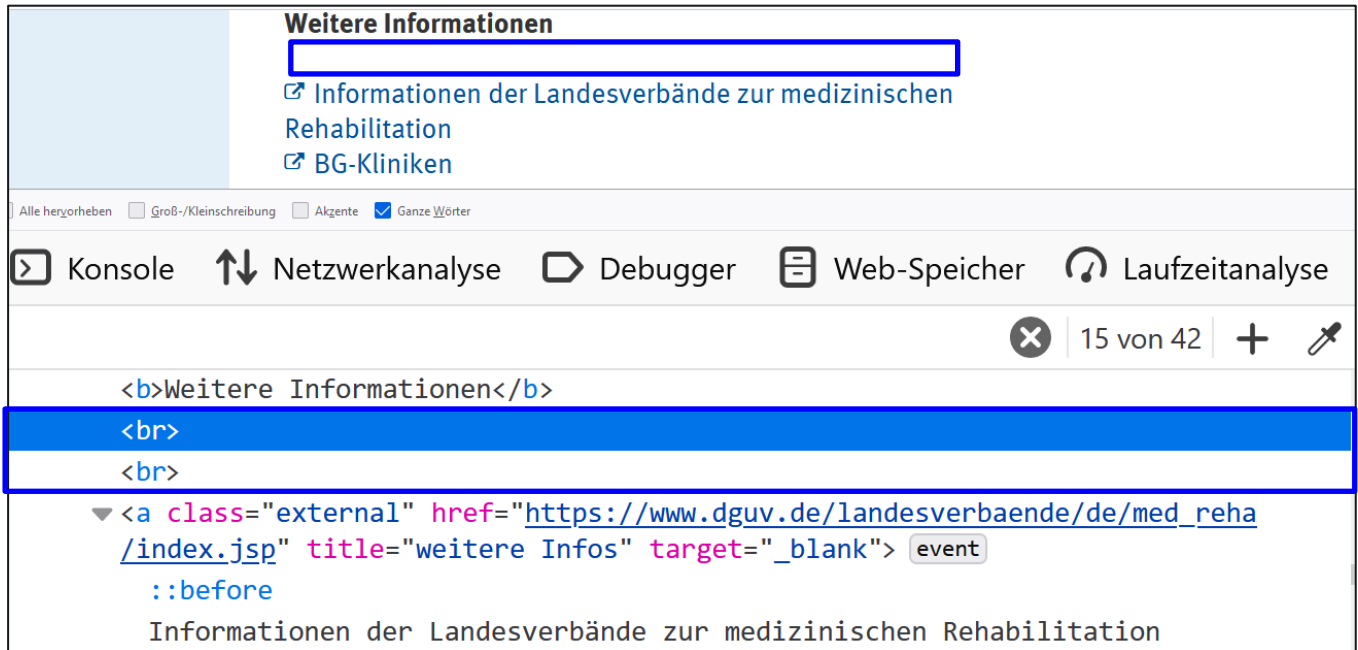 Weitere Informationen
Informationen der Landesverbände zur medizinischen
Rehabilitation
BG-Kliniken
Alle hervorheben Groß-/Kleinschreibung Akzente Ganze Wörter
Konsole Netzwerkanalyse Debugger Web-Speicher Laufzeitanalyse
15 von 42
<b>Weitere Informationen</b>
<br>
<br>
<a class="external" href="https://www.dguv.de/landesverbaende/de/med_reha
/index.jsp" title="weitere Infos" target="_blank"> event
::before
Informationen der Landesverbände zur medizinischen Rehabilitation